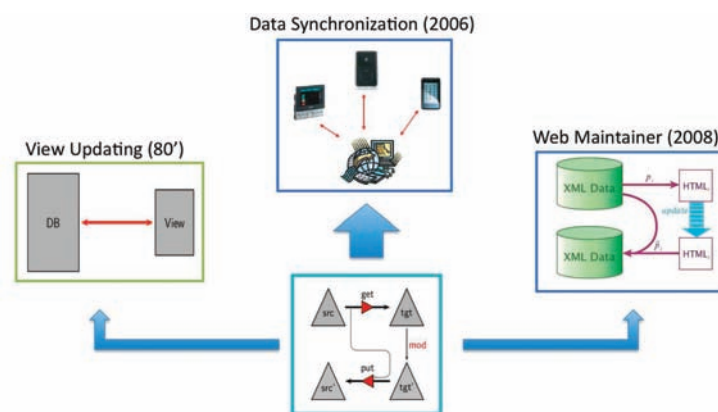 Data Synchronization (2006)
View Updating (80')
DB
View
Web Maintainer (2008)
XML Data
HTML
update
XML Data
HTML
src
get
tgt
mod
src'
put
tgt'